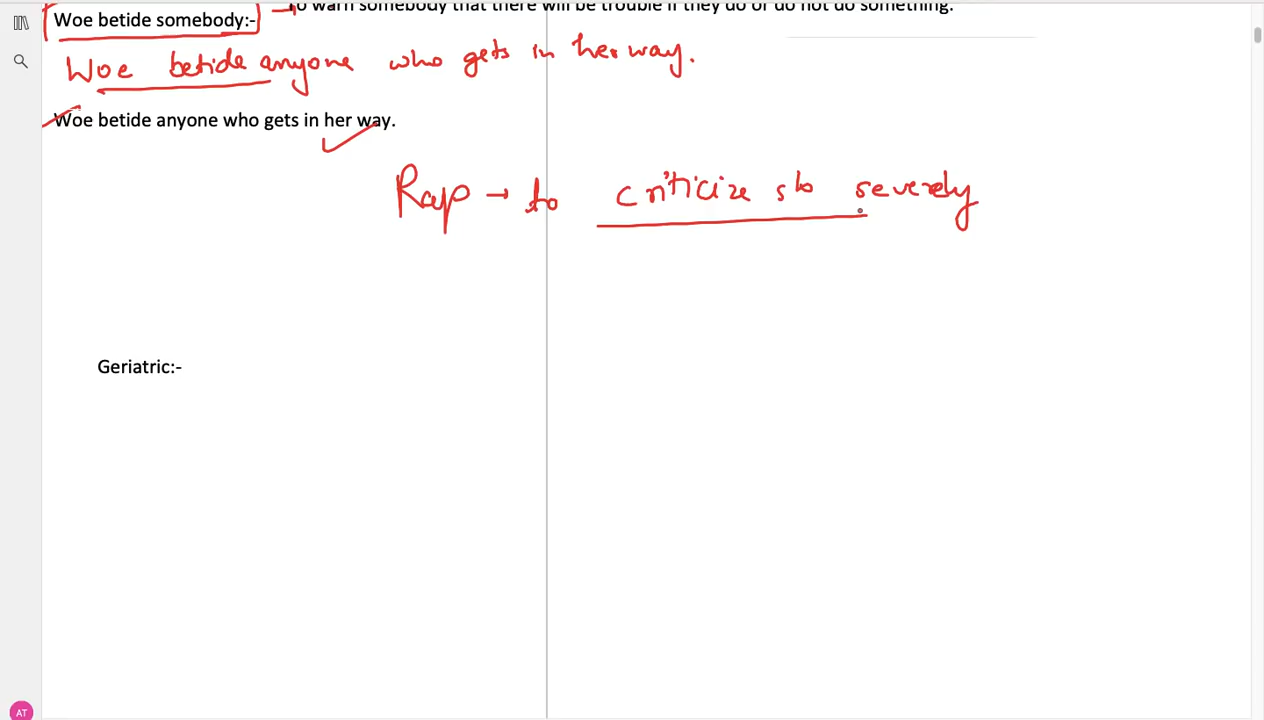 Woe betide somebody:- → To warn somebody that there will be trouble if they do or do not do something.
Woe betide anyone who gets in her way.
Woe betide anyone who gets in her way.
Rap → to criticize sb severely
Geriatric:-
AT